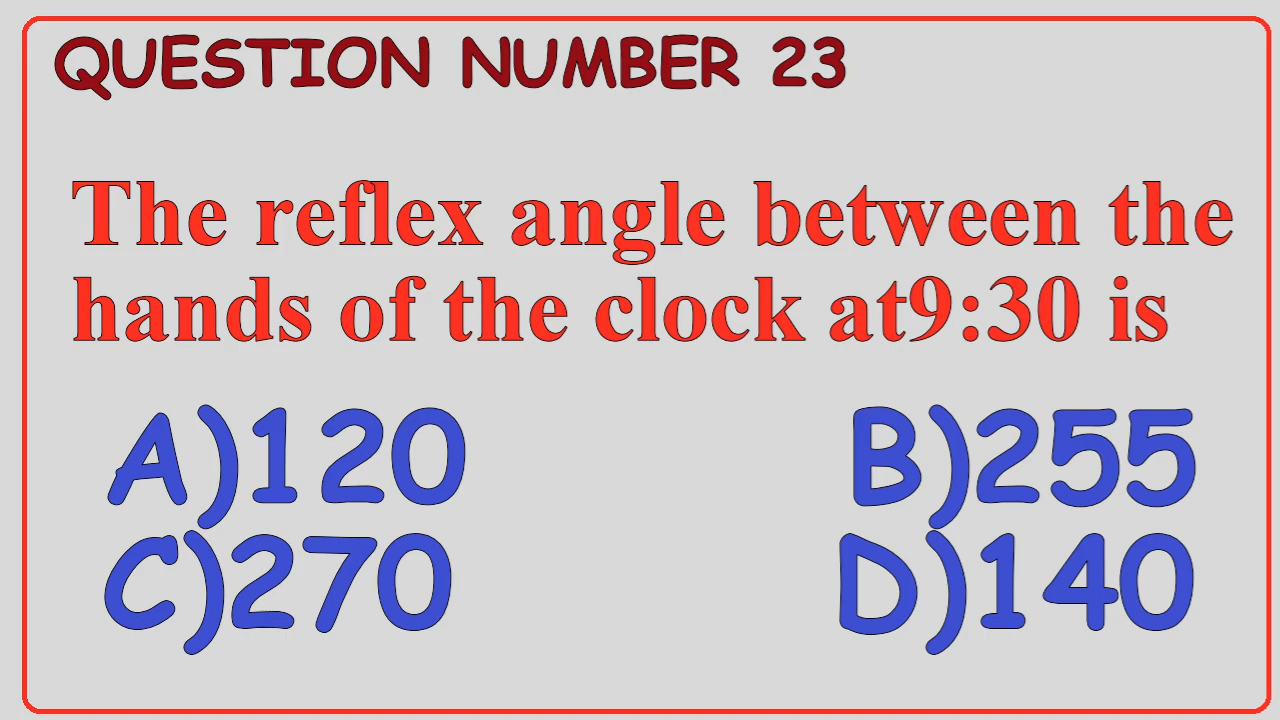 QUESTION NUMBER 23
The reflex angle between the
hands of the clock at9:30 is
A)120 B)255
C)270 D)140